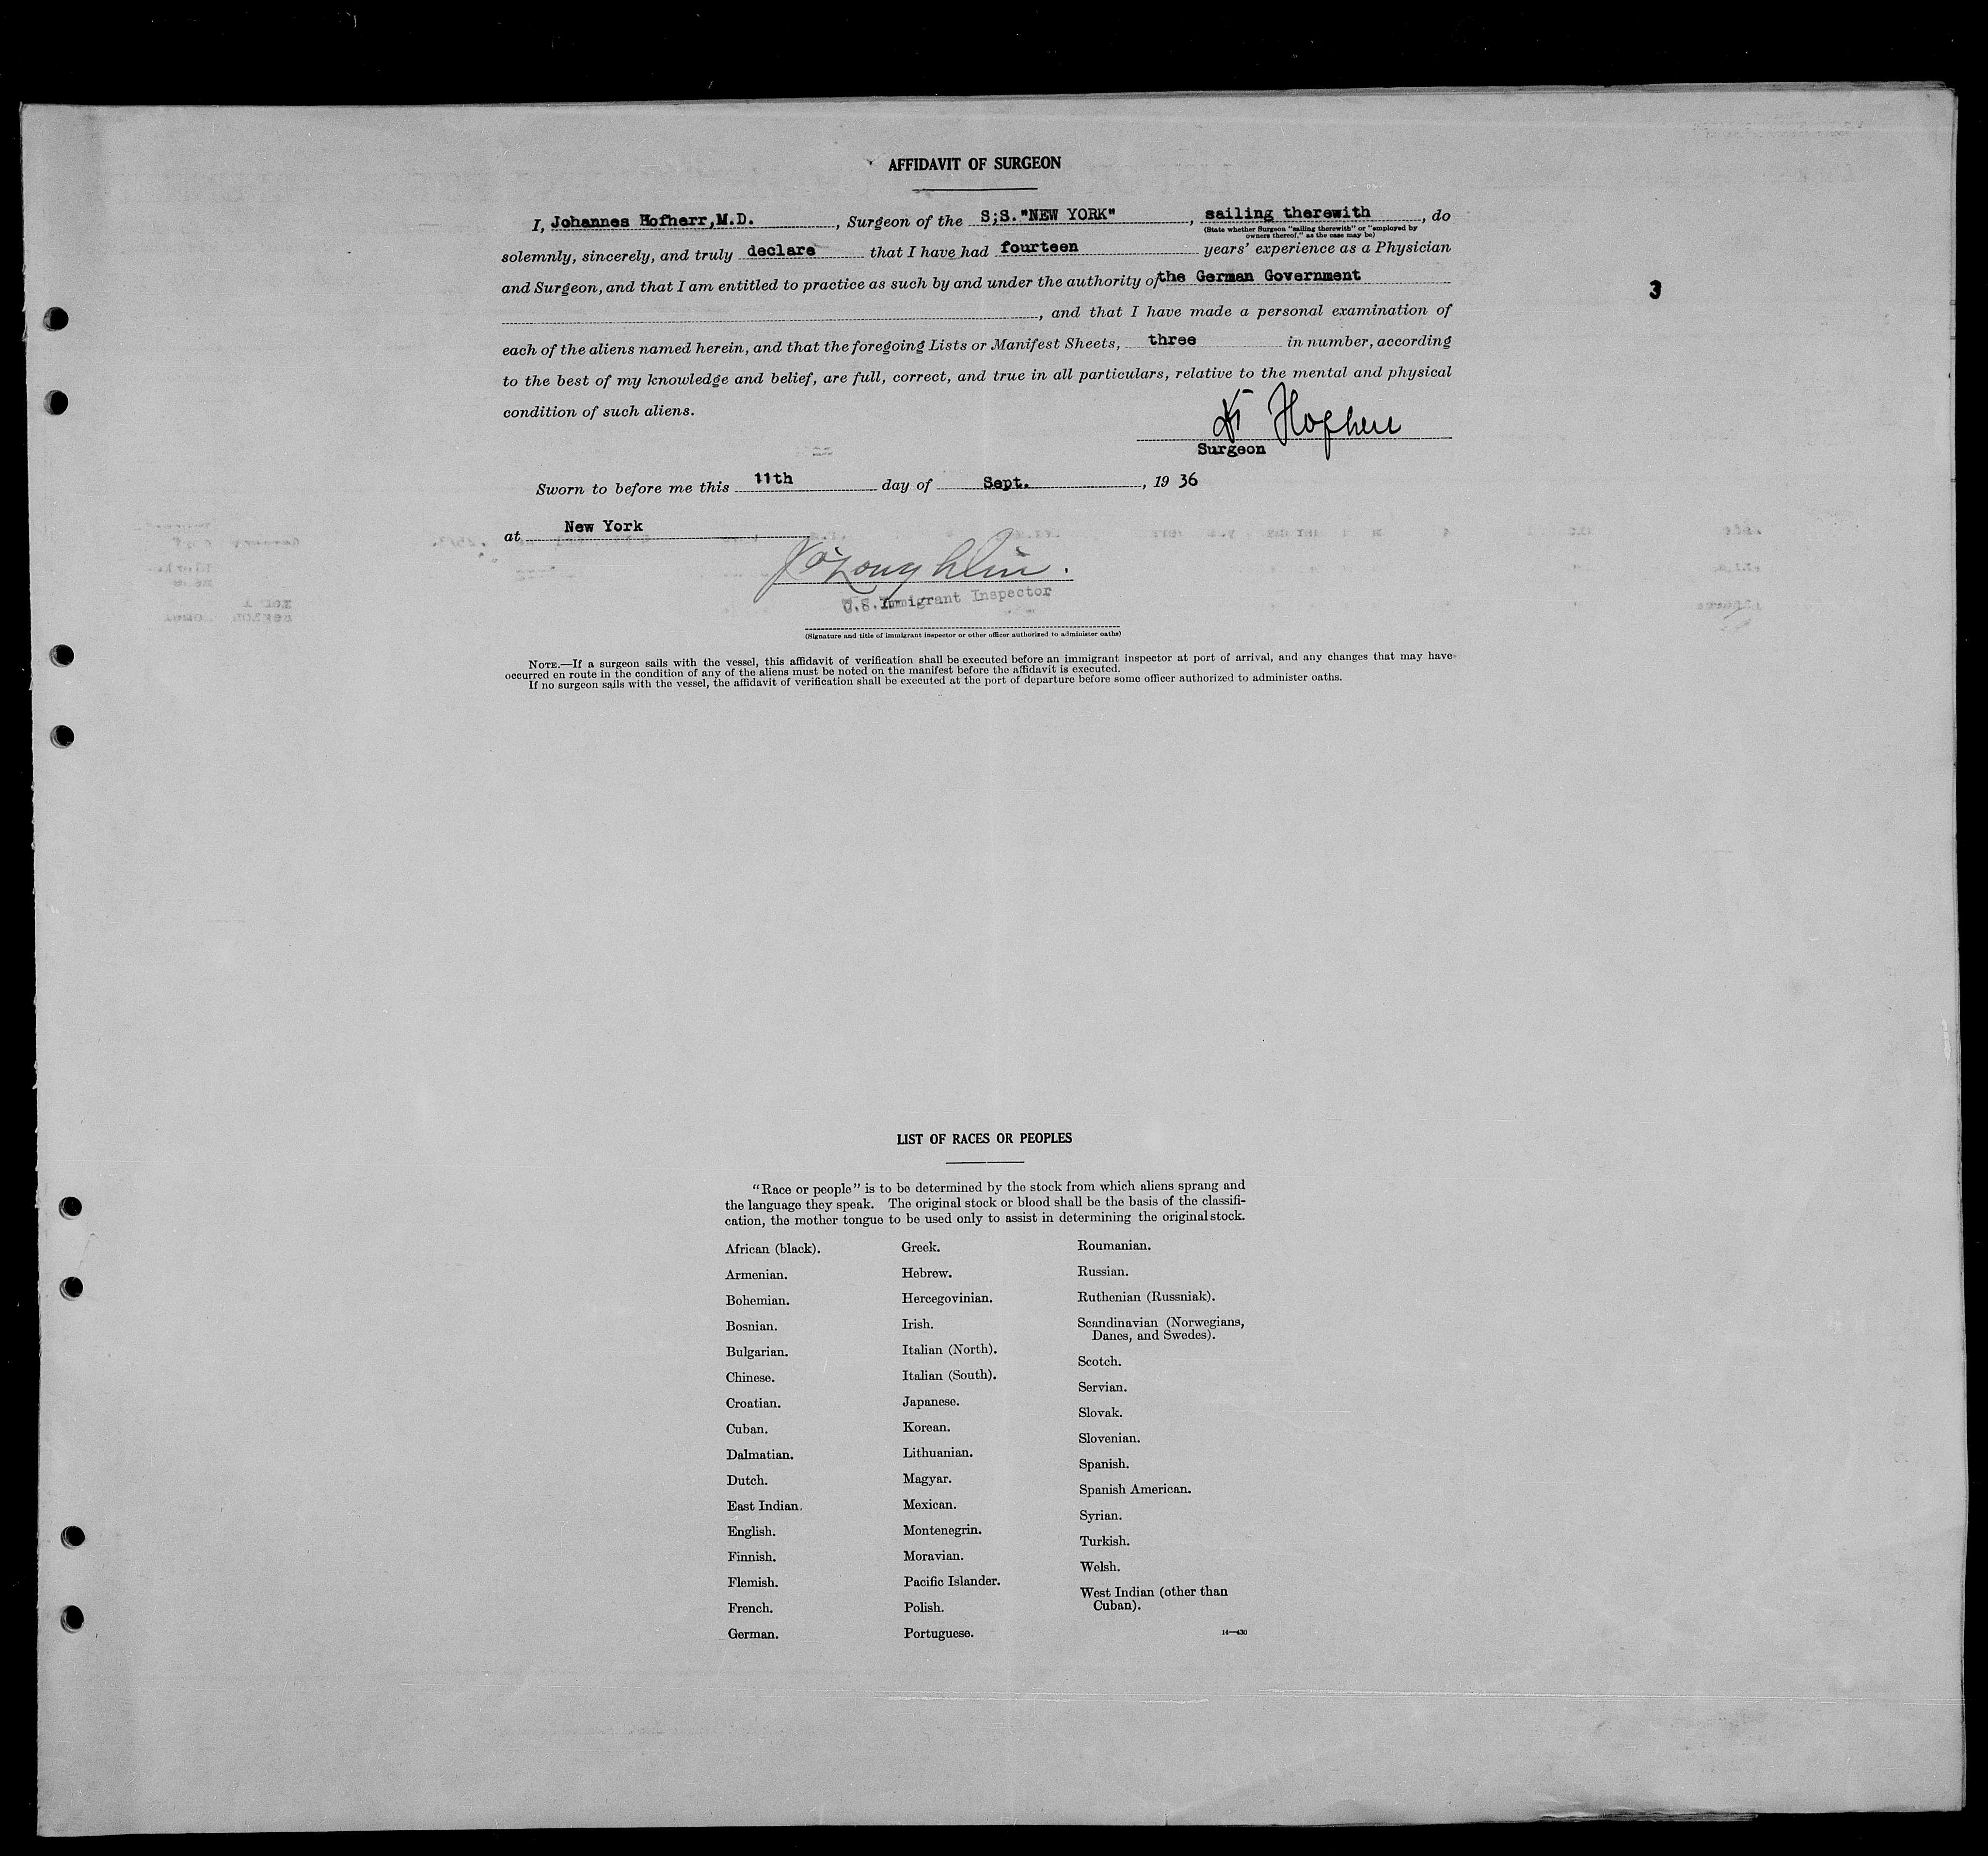 AFFIDAVIT OF SURGEON
I, Johannes Hofherr,M.D. , Surgeon of the S;S."NEW YORK" , sailing therewith , do
(State whether Surgeon "sailing therewith" or "employed by
owners thereof," as the case may be)
solemnly, sincerely, and truly declare that I have had fourteen years' experience as a Physician
and Surgeon, and that I am entitled to practice as such by and under the authority of the German Government
3
, and that I have made a personal examination of
each of the aliens named herein, and that the foregoing Lists or Manifest Sheets, three in number, according
to the best of my knowledge and belief, are full, correct, and true in all particulars, relative to the mental and physical
condition of such aliens.
Hofherr
Surgeon
Sworn to before me this 11th day of Sept. , 19 36
at New York
O'Loughlin.
U.S.Immigrant Inspector
(Signature and title of immigrant inspector or other officer authorized to administer oaths)
NOTE.—If a surgeon sails with the vessel, this affidavit of verification shall be executed before an immigrant inspector at port of arrival, and any changes that may have
occurred en route in the condition of any of the aliens must be noted on the manifest before the affidavit is executed.
If no surgeon sails with the vessel, the affidavit of verification shall be executed at the port of departure before some officer authorized to administer oaths.
LIST OF RACES OR PEOPLES
"Race or people" is to be determined by the stock from which aliens sprang and
the language they speak. The original stock or blood shall be the basis of the classifi-
cation, the mother tongue to be used only to assist in determining the original stock.
African (black).
Armenian.
Bohemian.
Bosnian.
Bulgarian.
Chinese.
Croatian.
Cuban.
Dalmatian.
Dutch.
East Indian.
English.
Finnish.
Flemish.
French.
German.
Greek.
Hebrew.
Hercegovinian.
Irish.
Italian (North).
Italian (South).
Japanese.
Korean.
Lithuanian.
Magyar.
Mexican.
Montenegrin.
Moravian.
Pacific Islander.
Polish.
Portuguese.
Roumanian.
Russian.
Ruthenian (Russniak).
Scandinavian (Norwegians,
Danes, and Swedes).
Scotch.
Servian.
Slovak.
Slovenian.
Spanish.
Spanish American.
Syrian.
Turkish.
Welsh.
West Indian (other than
Cuban).
14—430